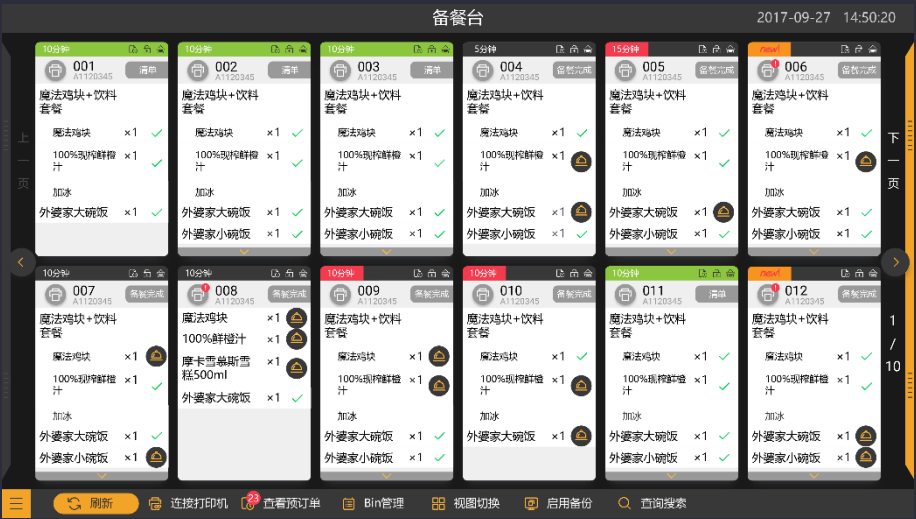 备餐台
2017-09-27 14:50:20
上一页
下一页
1
/
10
10分钟
001
A1120345
清单
魔法鸡块+饮料
套餐
魔法鸡块 ×1
100%现榨鲜橙 ×1
汁
加冰
外婆家大碗饭 ×1
10分钟
002
A1120345
清单
魔法鸡块+饮料
套餐
魔法鸡块 ×1
100%现榨鲜橙 ×1
汁
加冰
外婆家大碗饭 ×1
外婆家小碗饭 ×1
10分钟
003
A1120345
清单
魔法鸡块+饮料
套餐
魔法鸡块 ×1
100%现榨鲜橙 ×1
汁
加冰
外婆家大碗饭 ×1
外婆家小碗饭 ×1
5分钟
004
A1120345
备餐完成
魔法鸡块+饮料
套餐
魔法鸡块 ×1
100%现榨鲜橙 ×1
汁
加冰
外婆家大碗饭 ×1
外婆家小碗饭 ×1
15分钟
005
A1120345
备餐完成
魔法鸡块+饮料
套餐
魔法鸡块 ×1
100%现榨鲜橙 ×1
汁
加冰
外婆家大碗饭 ×1
外婆家小碗饭 ×1
new!
006
A1120345
备餐完成
魔法鸡块+饮料
套餐
魔法鸡块 ×1
100%现榨鲜橙 ×1
汁
加冰
外婆家大碗饭 ×1
外婆家小碗饭 ×1
10分钟
007
A1120345
备餐完成
魔法鸡块+饮料
套餐
魔法鸡块 ×1
100%现榨鲜橙 ×1
汁
加冰
外婆家大碗饭 ×1
外婆家小碗饭 ×1
10分钟
008
A1120345
备餐完成
魔法鸡块 ×1
100%鲜橙汁 ×1
摩卡雪慕斯雪 ×1
糕500ml
外婆家大碗饭 ×1
10分钟
009
A1120345
备餐完成
魔法鸡块+饮料
套餐
魔法鸡块 ×1
100%现榨鲜橙 ×1
汁
加冰
外婆家大碗饭 ×1
外婆家小碗饭 ×1
10分钟
010
A1120345
备餐完成
魔法鸡块+饮料
套餐
魔法鸡块 ×1
100%现榨鲜橙 ×1
汁
加冰
外婆家大碗饭 ×1
10分钟
011
A1120345
清单
魔法鸡块+饮料
套餐
魔法鸡块 ×1
100%现榨鲜橙 ×1
汁
加冰
外婆家大碗饭 ×1
外婆家小碗饭 ×1
new!
012
A1120345
备餐完成
魔法鸡块+饮料
套餐
魔法鸡块 ×1
100%现榨鲜橙 ×1
汁
加冰
外婆家大碗饭 ×1
外婆家小碗饭 ×1
刷新 连接打印机 23 查看预订单 Bin管理 视图切换 启用备份 查询搜索